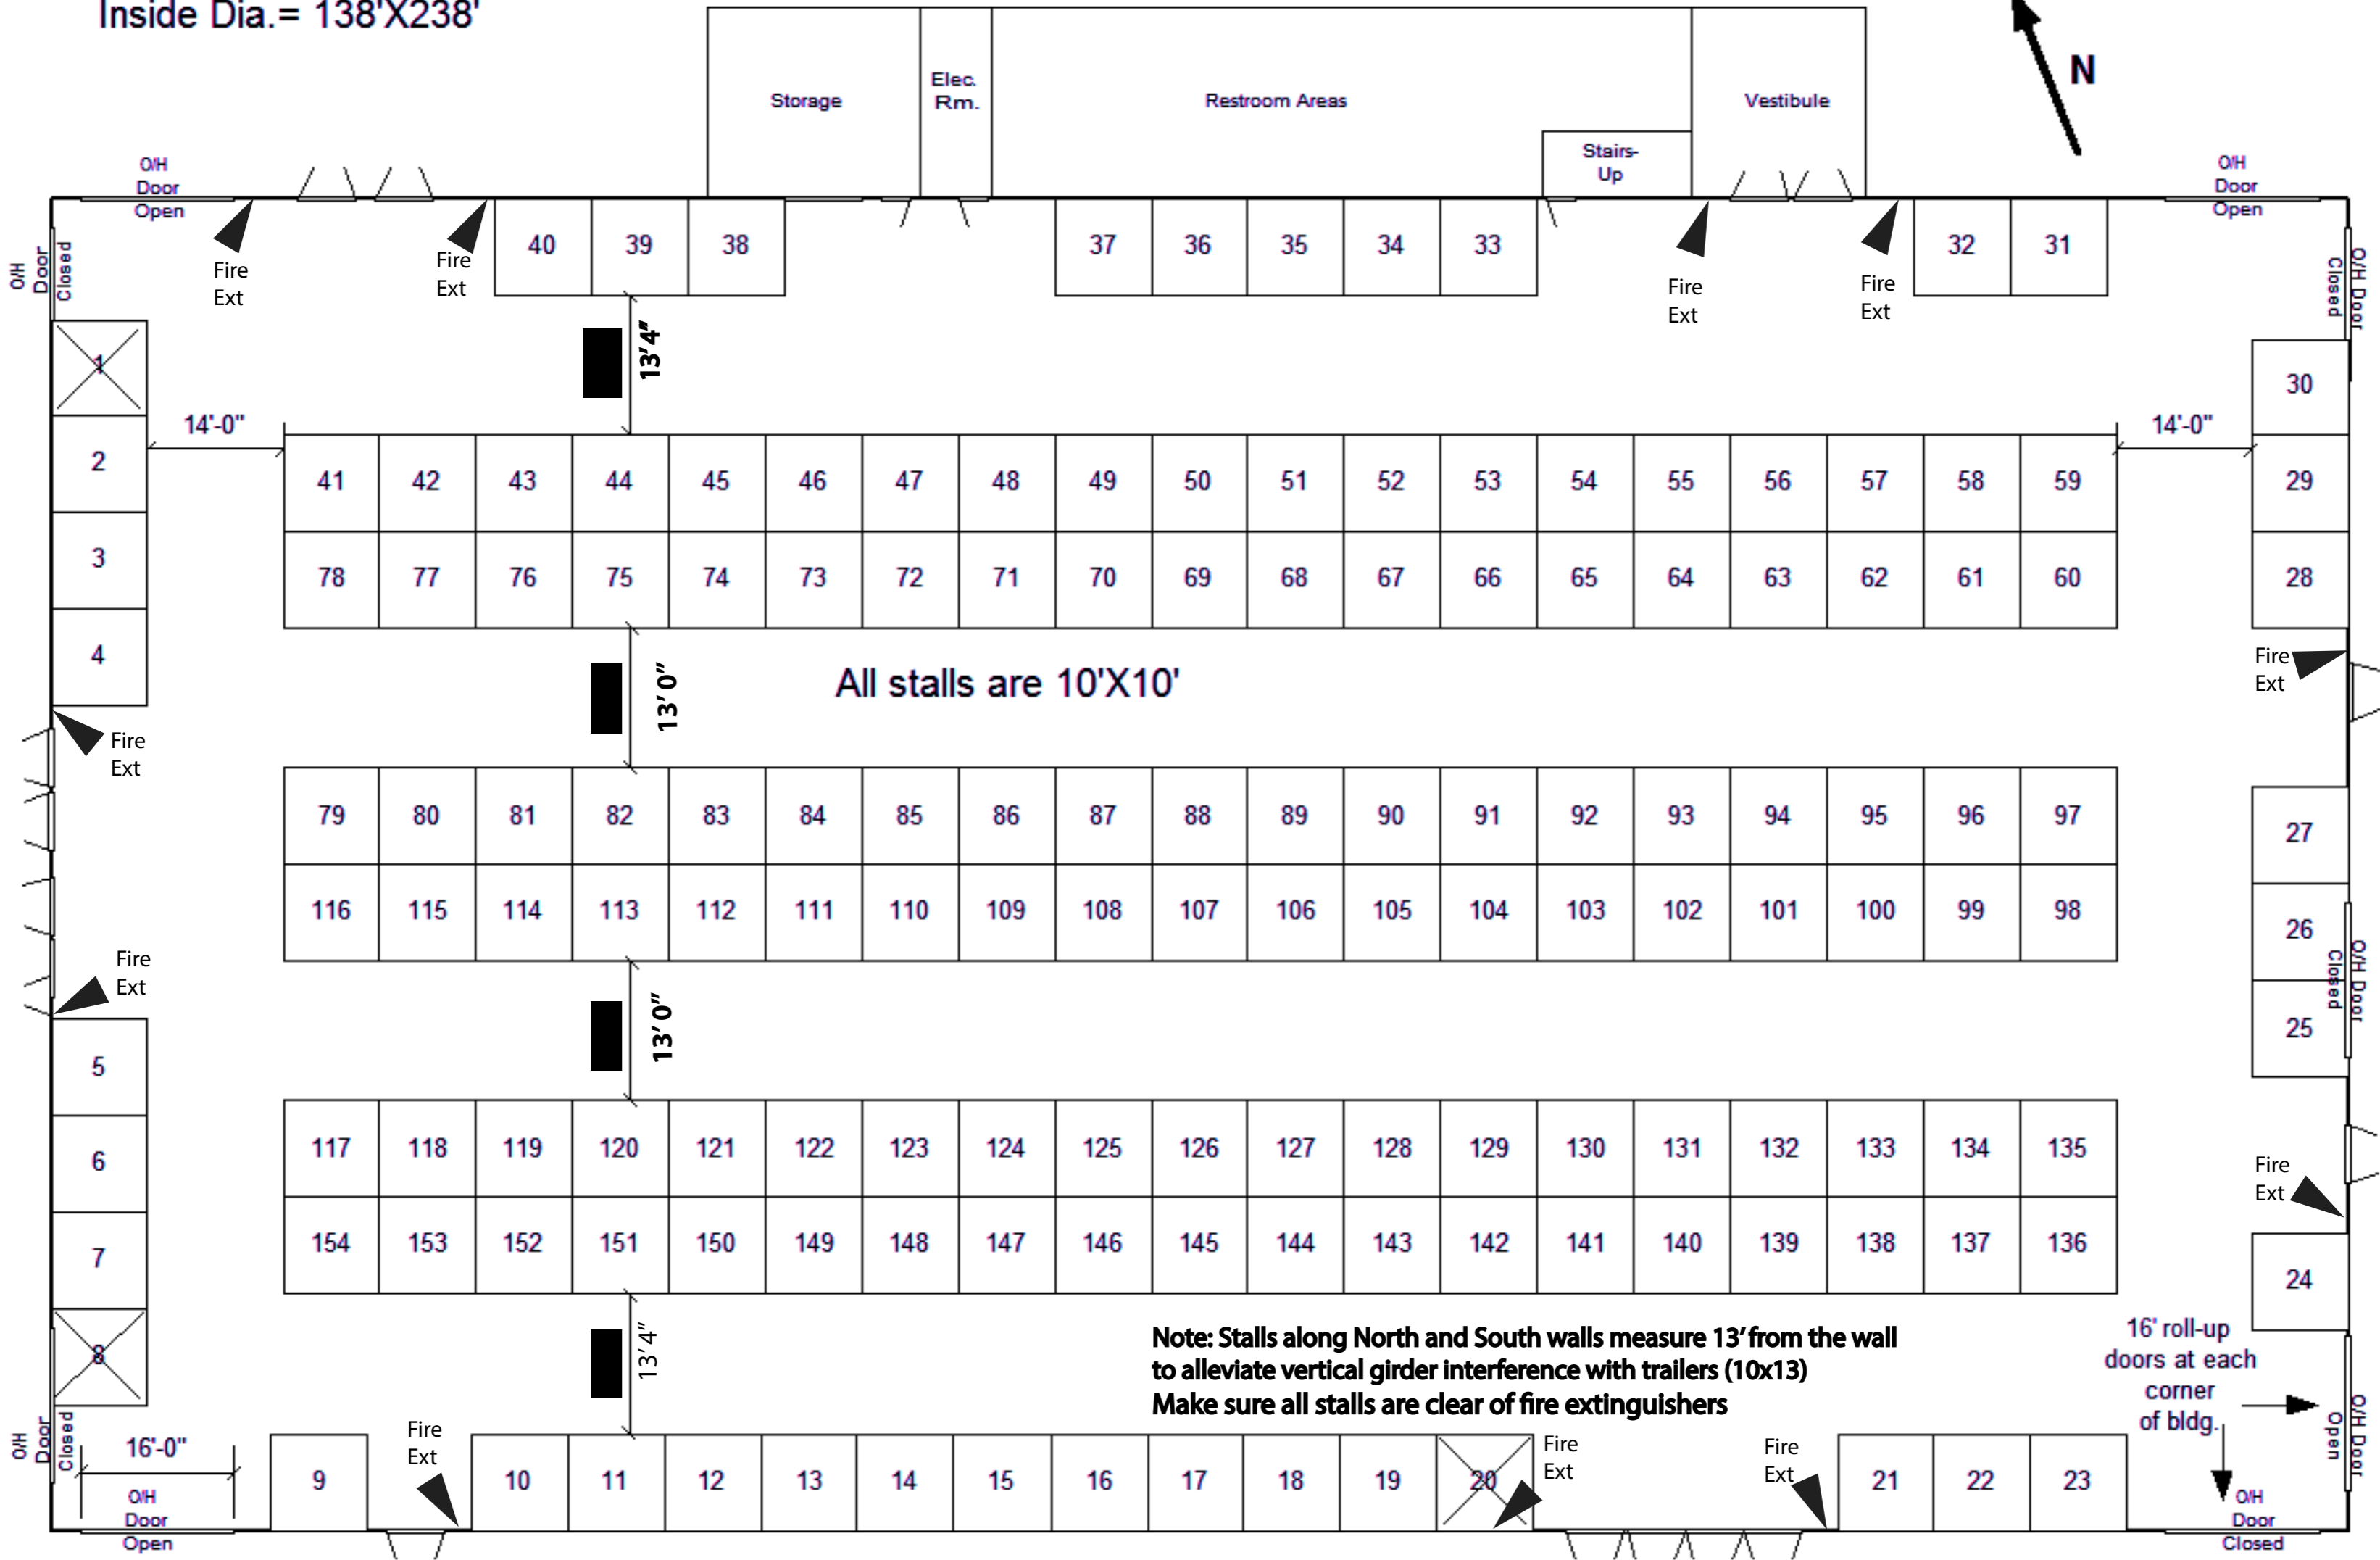 Inside Dia.= 138'X238'
Storage
Elec.
Rm.
Restroom Areas
Stairs-
Up
Vestibule
N
O/H
Door
Open
O/H
Door
Open
O/H Door
Closed
Fire
Ext
Fire
Ext
40 39 38
37 36 35 34 33
Fire
Ext
Fire
Ext
32 31
O/H Door
Closed
13'4"
1
2
3
4
14'-0"
14'-0"
30
29
28
41 42 43 44 45 46 47 48 49 50 51 52 53 54 55 56 57 58 59
78 77 76 75 74 73 72 71 70 69 68 67 66 65 64 63 62 61 60
13' 0"
All stalls are 10'X10'
Fire
Ext
Fire
Ext
79 80 81 82 83 84 85 86 87 88 89 90 91 92 93 94 95 96 97
116 115 114 113 112 111 110 109 108 107 106 105 104 103 102 101 100 99 98
27
26
25
O/H Door
Closed
Fire
Ext
13' 0"
5
6
7
8
117 118 119 120 121 122 123 124 125 126 127 128 129 130 131 132 133 134 135
154 153 152 151 150 149 148 147 146 145 144 143 142 141 140 139 138 137 136
Fire
Ext
24
13' 4"
Note: Stalls along North and South walls measure 13' from the wall
to alleviate vertical girder interference with trailers (10x13)
Make sure all stalls are clear of fire extinguishers
16' roll-up
doors at each
corner
of bldg.
O/H Door
Closed
O/H Door
Open
16'-0"
O/H
Door
Open
9
Fire
Ext
10 11 12 13 14 15 16 17 18 19 20
Fire
Ext
Fire
Ext
21 22 23
O/H
Door
Closed